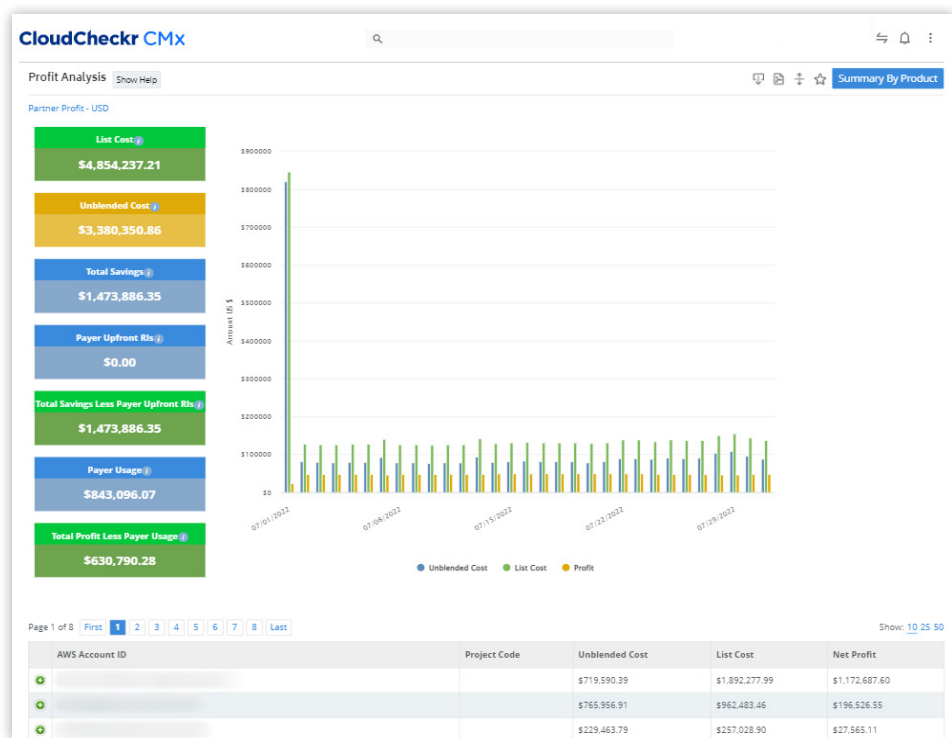 CloudCheckr CMx
Profit Analysis Show Help
Summary By Product
Partner Profit - USD
List Cost i
$4,854,237.21
Unblended Cost i
$3,380,350.86
Total Savings i
$1,473,886.35
Payer Upfront RIs i
$0.00
Total Savings Less Payer Upfront RIs i
$1,473,886.35
Payer Usage i
$843,096.07
Total Profit Less Payer Usage i
$630,790.28
Amount US $
$900000
$800000
$700000
$600000
$500000
$400000
$300000
$200000
$100000
$0
07/01/2022 07/08/2022 07/15/2022 07/22/2022 07/29/2022
Unblended Cost List Cost Profit
Page 1 of 8 First 1 2 3 4 5 6 7 8 Last Show: 10 25 50
AWS Account ID Project Code Unblended Cost List Cost Net Profit
$719,590.39 $1,892,277.99 $1,172,687.60
$765,956.91 $962,483.46 $196,526.55
$229,463.79 $257,028.90 $27,565.11